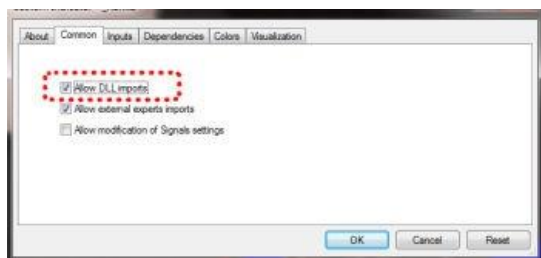 About Common Inputs Dependencies Colors Visualization
Allow DLL imports
Allow external experts imports
Allow modification of Signals settings
OK Cancel Reset